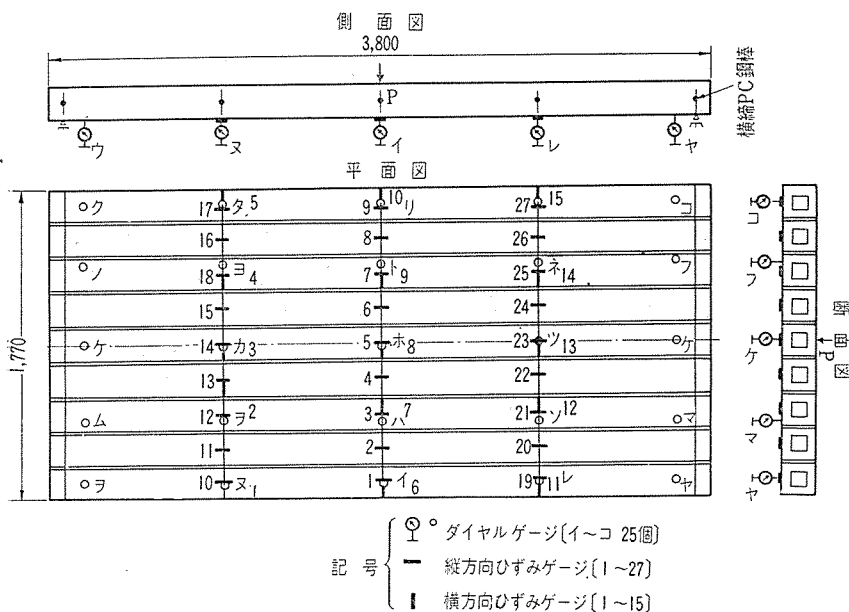 側面図
3,800
P
横締PC鋼棒
ウ ヌ イ レ ヤ
平面図
ク 17 タ 5 9 10 リ 27 15 コ
16 8 26
ノ 18 ヨ 4 7 ト 9 25 ネ 14 フ
15 6 24
ケ 14 カ 3 5 ホ 8 23 ツ 13 ケ
13 4 22
ム 12 ヲ 2 3 ハ 7 21 ソ 12 マ
11 2 20
ヲ 10 ヌ 1 1 イ 6 19 11 レ ヤ
1,770
コ
フ
ケ
マ
ヤ
P
断面図
記号
ダイヤルゲージ〔イ～コ 25個〕
縦方向ひずみゲージ〔1～27〕
横方向ひずみゲージ〔1～15〕